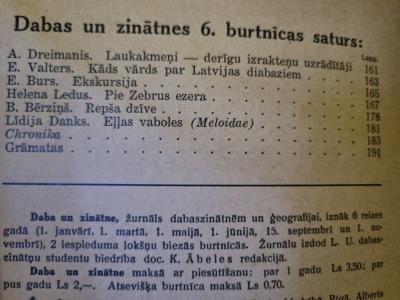 Dabas un zinātnes 6. burtnīcas saturs:
Lapp.
A. Dreimanis. Laukakmeņi — derīgu izrakteņu uzrādītāji 161
E. Valters. Kāds vārds par Latvijas diabaziem 163
E. Burs. Ekskursija 165
Helena Ledus. Pie Zebrus ezera 167
B. Bērziņš. Repša dzīve 178
Līdija Danks. Eļļas vaboles (Meloidae) 181
Chronika 183
Grāmatas 191
Daba un zinātne, žurnāls dabaszinātnēm un ģeografijai, iznāk 6 reizes
gadā (1. janvārī, 1. martā, 1. maijā, 1. jūnijā, 15. septembrī un 1. no-
vembrī), 2 iespieduma lokšņu biezās burtnīcās. Žurnālu izdod L. U. dabas-
zinātņu studentu biedrība doc. K. Ābeles redakcijā.
Daba un zinātne maksā ar piesūtīšanu: par 1 gadu Ls 3,50; par
pus gadu Ls 2,—. Atsevišķa burtnīca maksā Ls 0.70.